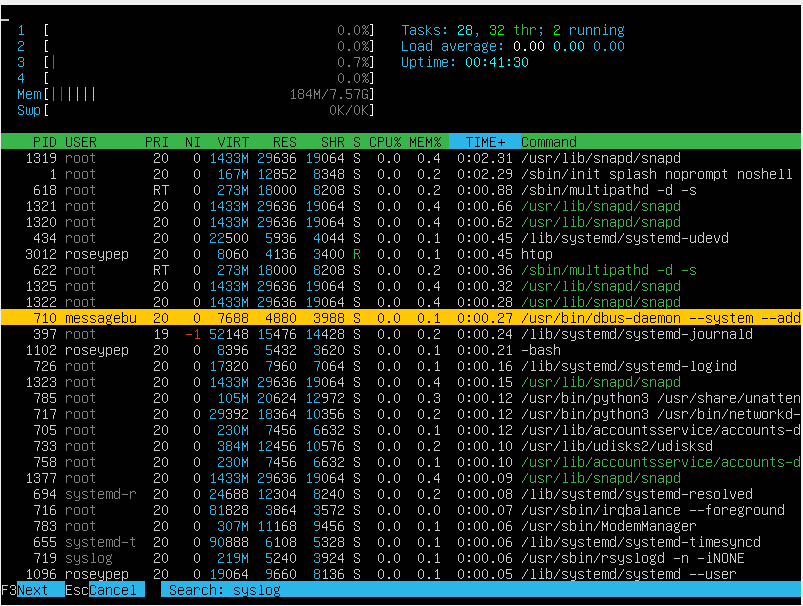 1 [ 0.0%] Tasks: 28, 32 thr; 2 running
2 [ 0.0%] Load average: 0.00 0.00 0.00
3 [| 0.7%] Uptime: 00:41:30
4 [ 0.0%]
Mem[|||||| 184M/7.57G]
Swp[ 0K/0K]
PID USER PRI NI VIRT RES SHR S CPU% MEM% TIME+ Command
1319 root 20 0 1433M 29636 19064 S 0.0 0.4 0:02.31 /usr/lib/snapd/snapd
1 root 20 0 167M 12852 8348 S 0.0 0.2 0:02.29 /sbin/init splash noprompt noshell
618 root RT 0 273M 18000 8208 S 0.0 0.2 0:00.88 /sbin/multipathd -d -s
1321 root 20 0 1433M 29636 19064 S 0.0 0.4 0:00.66 /usr/lib/snapd/snapd
1320 root 20 0 1433M 29636 19064 S 0.0 0.4 0:00.62 /usr/lib/snapd/snapd
434 root 20 0 22500 5936 4044 S 0.0 0.1 0:00.45 /lib/systemd/systemd-udevd
3012 roseypep 20 0 8060 4136 3400 R 0.0 0.1 0:00.45 htop
622 root RT 0 273M 18000 8208 S 0.0 0.2 0:00.36 /sbin/multipathd -d -s
1325 root 20 0 1433M 29636 19064 S 0.0 0.4 0:00.32 /usr/lib/snapd/snapd
1322 root 20 0 1433M 29636 19064 S 0.0 0.4 0:00.28 /usr/lib/snapd/snapd
710 messagebu 20 0 7688 4880 3988 S 0.0 0.1 0:00.27 /usr/bin/dbus-daemon --system --add
397 root 19 -1 52148 15476 14428 S 0.0 0.2 0:00.24 /lib/systemd/systemd-journald
1102 roseypep 20 0 8396 5432 3620 S 0.0 0.1 0:00.21 -bash
726 root 20 0 17320 7960 7064 S 0.0 0.1 0:00.16 /lib/systemd/systemd-logind
1323 root 20 0 1433M 29636 19064 S 0.0 0.4 0:00.15 /usr/lib/snapd/snapd
785 root 20 0 105M 20624 12972 S 0.0 0.3 0:00.12 /usr/bin/python3 /usr/share/unatten
717 root 20 0 29392 18364 10356 S 0.0 0.2 0:00.12 /usr/bin/python3 /usr/bin/networkd-
705 root 20 0 230M 7456 6632 S 0.0 0.1 0:00.12 /usr/lib/accountsservice/accounts-d
733 root 20 0 384M 12456 10576 S 0.0 0.2 0:00.10 /usr/lib/udisks2/udisksd
758 root 20 0 230M 7456 6632 S 0.0 0.1 0:00.10 /usr/lib/accountsservice/accounts-d
1377 root 20 0 1433M 29636 19064 S 0.0 0.4 0:00.09 /usr/lib/snapd/snapd
694 systemd-r 20 0 24688 12304 8240 S 0.0 0.2 0:00.08 /lib/systemd/systemd-resolved
716 root 20 0 81828 3864 3572 S 0.0 0.0 0:00.07 /usr/sbin/irqbalance --foreground
783 root 20 0 307M 11168 9456 S 0.0 0.1 0:00.06 /usr/sbin/ModemManager
655 systemd-t 20 0 90888 6108 5328 S 0.0 0.1 0:00.06 /lib/systemd/systemd-timesyncd
719 syslog 20 0 219M 5240 3924 S 0.0 0.1 0:00.06 /usr/sbin/rsyslogd -n -iNONE
1096 roseypep 20 0 19064 9660 8136 S 0.0 0.1 0:00.05 /lib/systemd/systemd --user
F3Next EscCancel Search: syslog